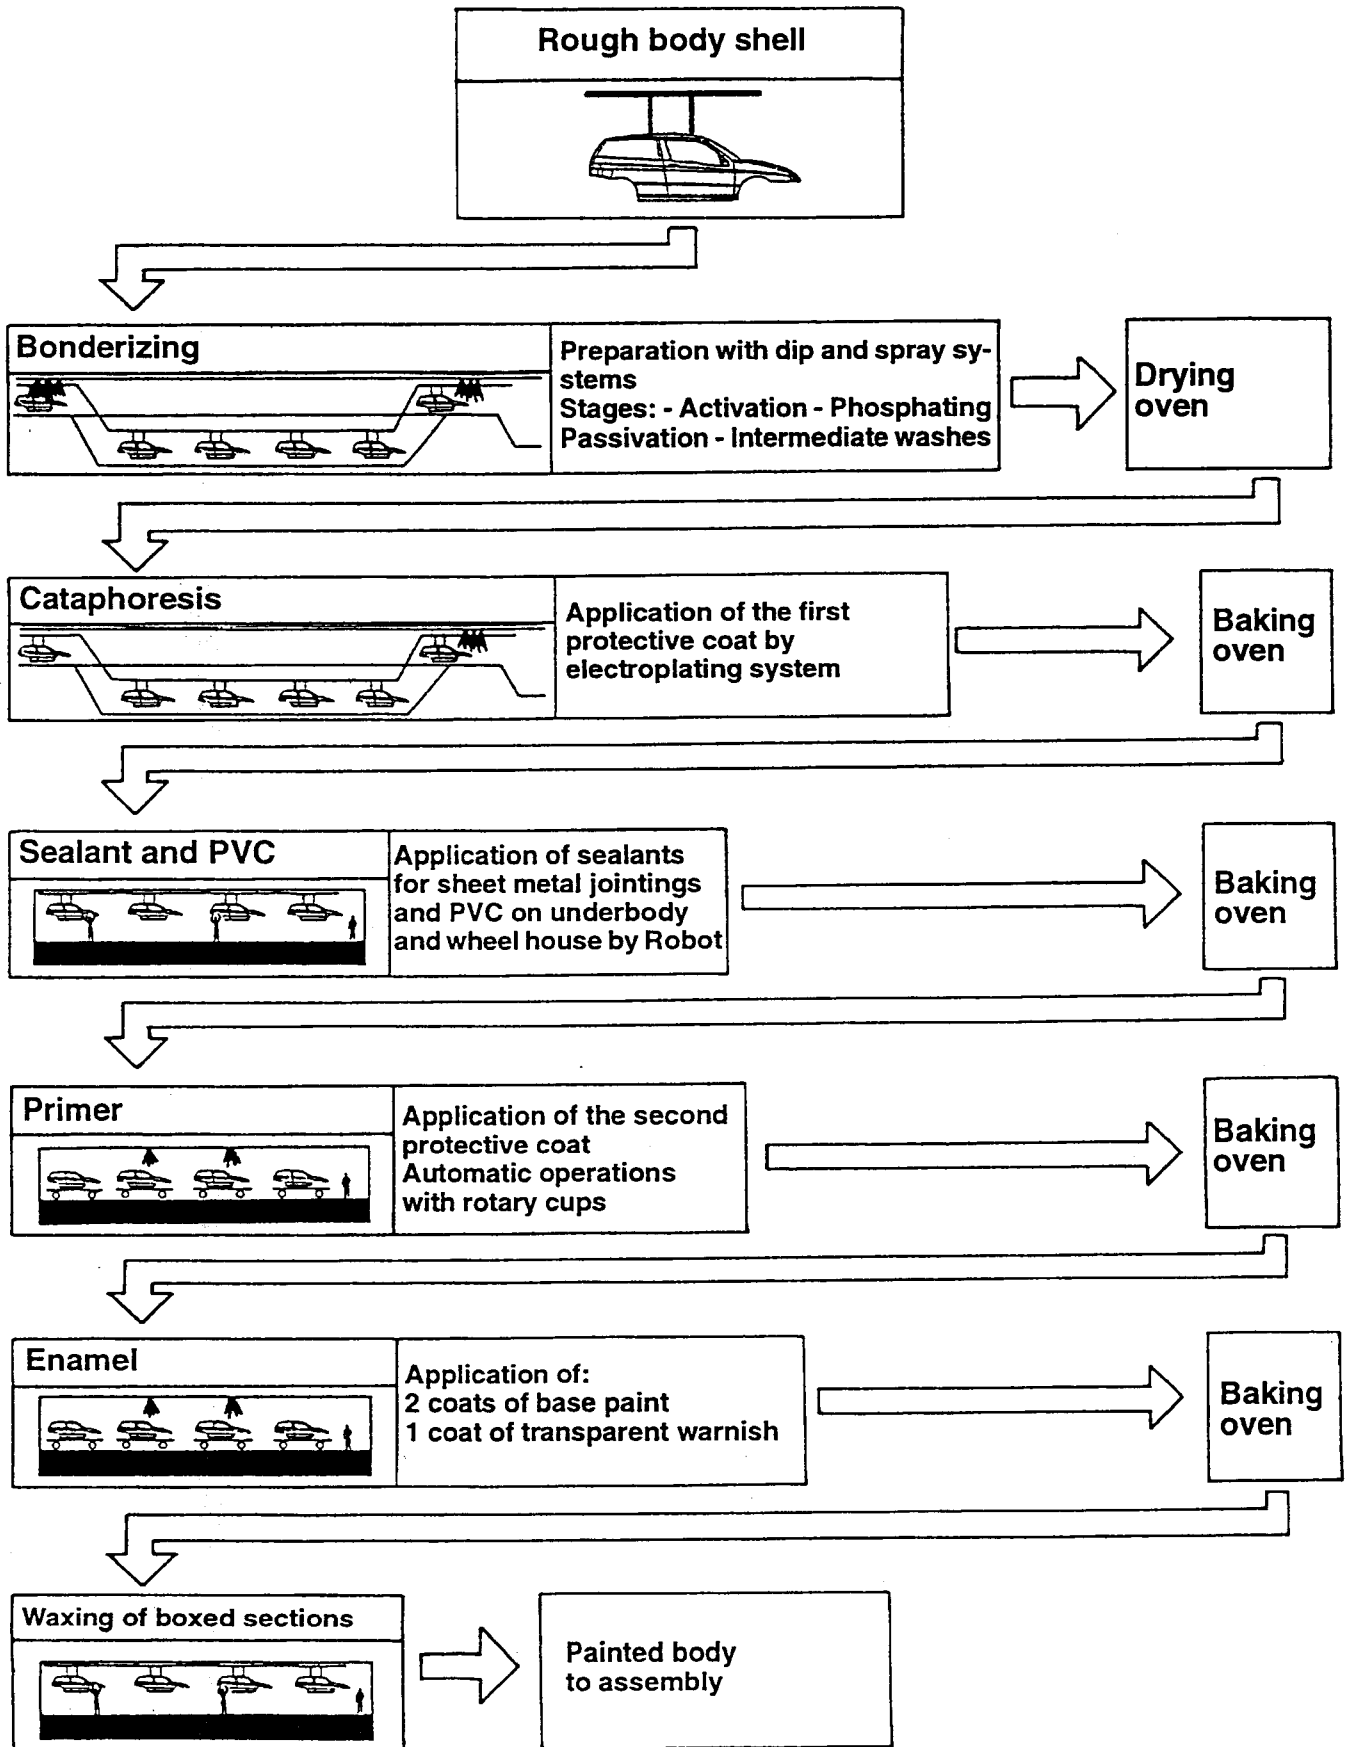 Rough body shell
Bonderizing
Preparation with dip and spray sy-
stems
Stages: - Activation - Phosphating
Passivation - Intermediate washes
Drying
oven
Cataphoresis
Application of the first
protective coat by
electroplating system
Baking
oven
Sealant and PVC
Application of sealants
for sheet metal jointings
and PVC on underbody
and wheel house by Robot
Baking
oven
Primer
Application of the second
protective coat
Automatic operations
with rotary cups
Baking
oven
Enamel
Application of:
2 coats of base paint
1 coat of transparent warnish
Baking
oven
Waxing of boxed sections
Painted body
to assembly